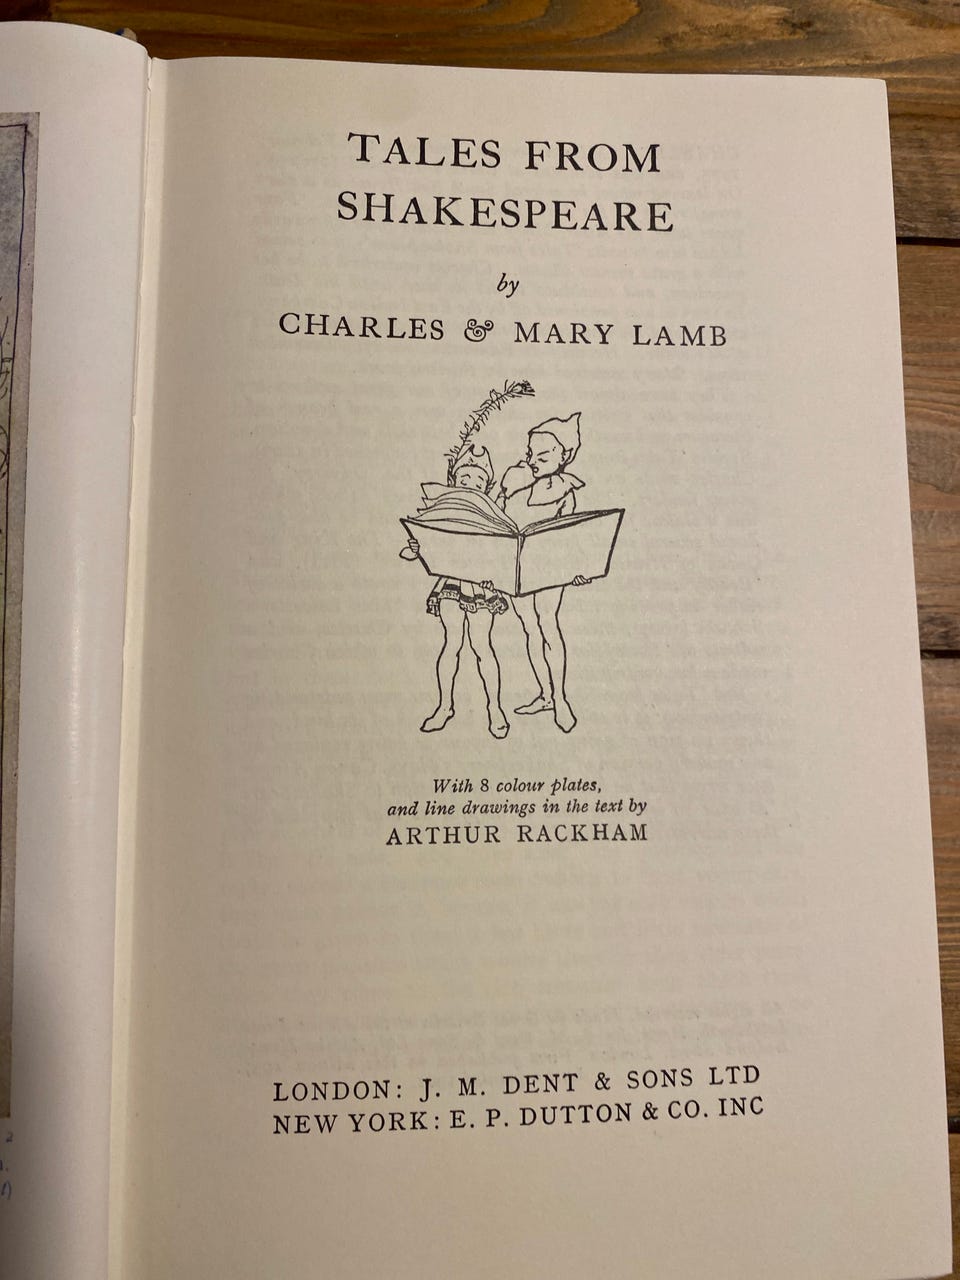 TALES FROM
SHAKESPEARE
by
CHARLES & MARY LAMB
With 8 colour plates,
and line drawings in the text by
ARTHUR RACKHAM
LONDON: J. M. DENT & SONS LTD
NEW YORK: E. P. DUTTON & CO. INC